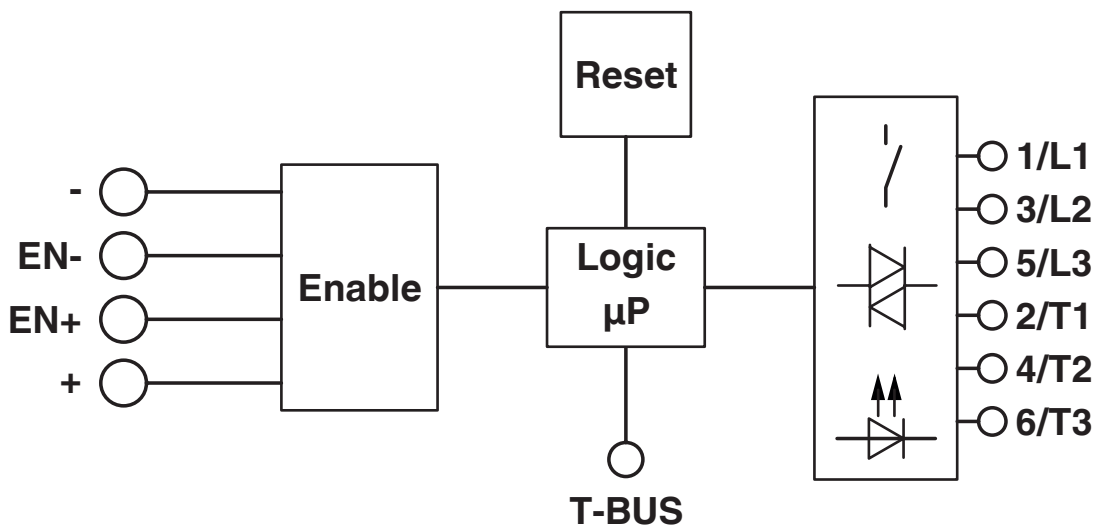 Reset
-
EN-
EN+
+
Enable
Logic
µP
T-BUS
1/L1
3/L2
5/L3
2/T1
4/T2
6/T3